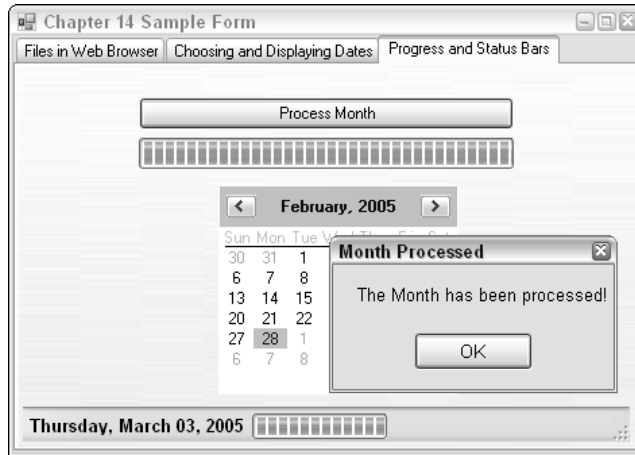 Chapter 14 Sample Form
Files in Web Browser Choosing and Displaying Dates Progress and Status Bars
Process Month
February, 2005
Sun Mon Tue
30 31 1
6 7 8
13 14 15
20 21 22
27 28 1
6 7 8
Month Processed
The Month has been processed!
OK
Thursday, March 03, 2005